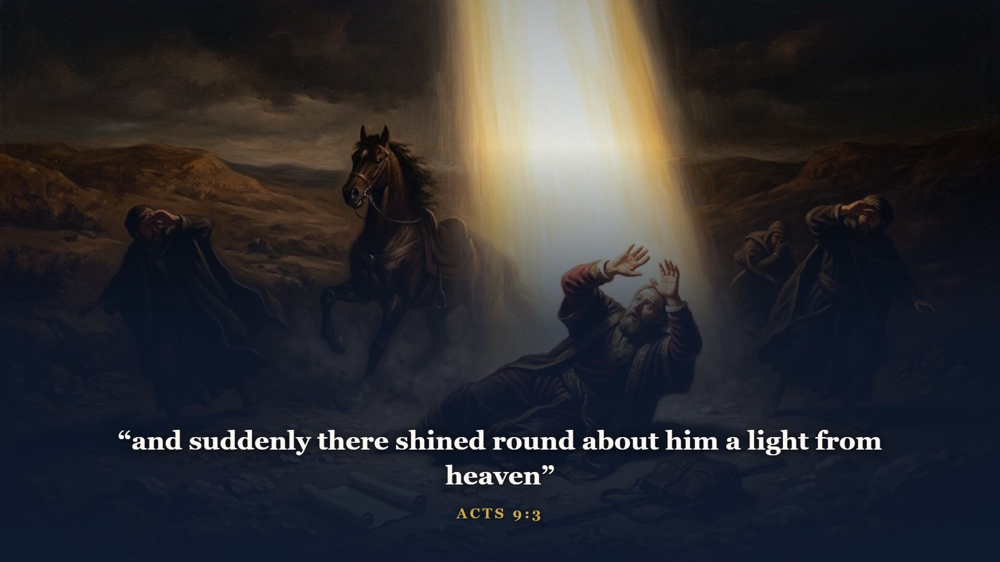 “and suddenly there shined round about him a light from
heaven”
ACTS 9:3